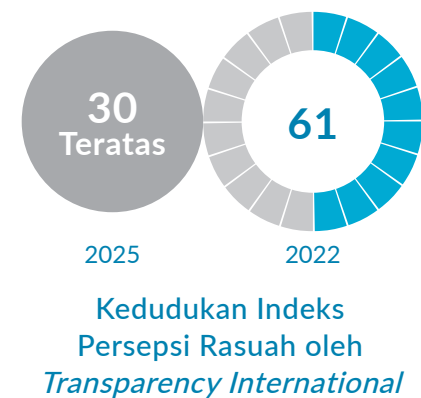 30
Teratas
61
2025
2022
Kedudukan Indeks
Persepsi Rasuah oleh
Transparency International